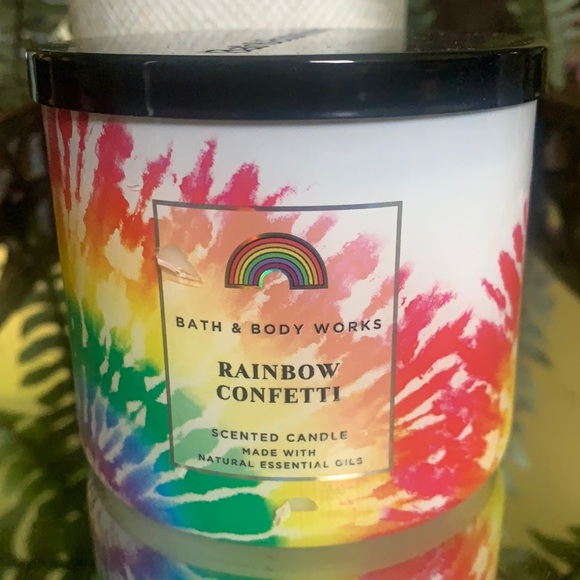 BATH & BODY WORKS
RAINBOW
CONFETTI
SCENTED CANDLE
MADE WITH
NATURAL ESSENTIAL OILS